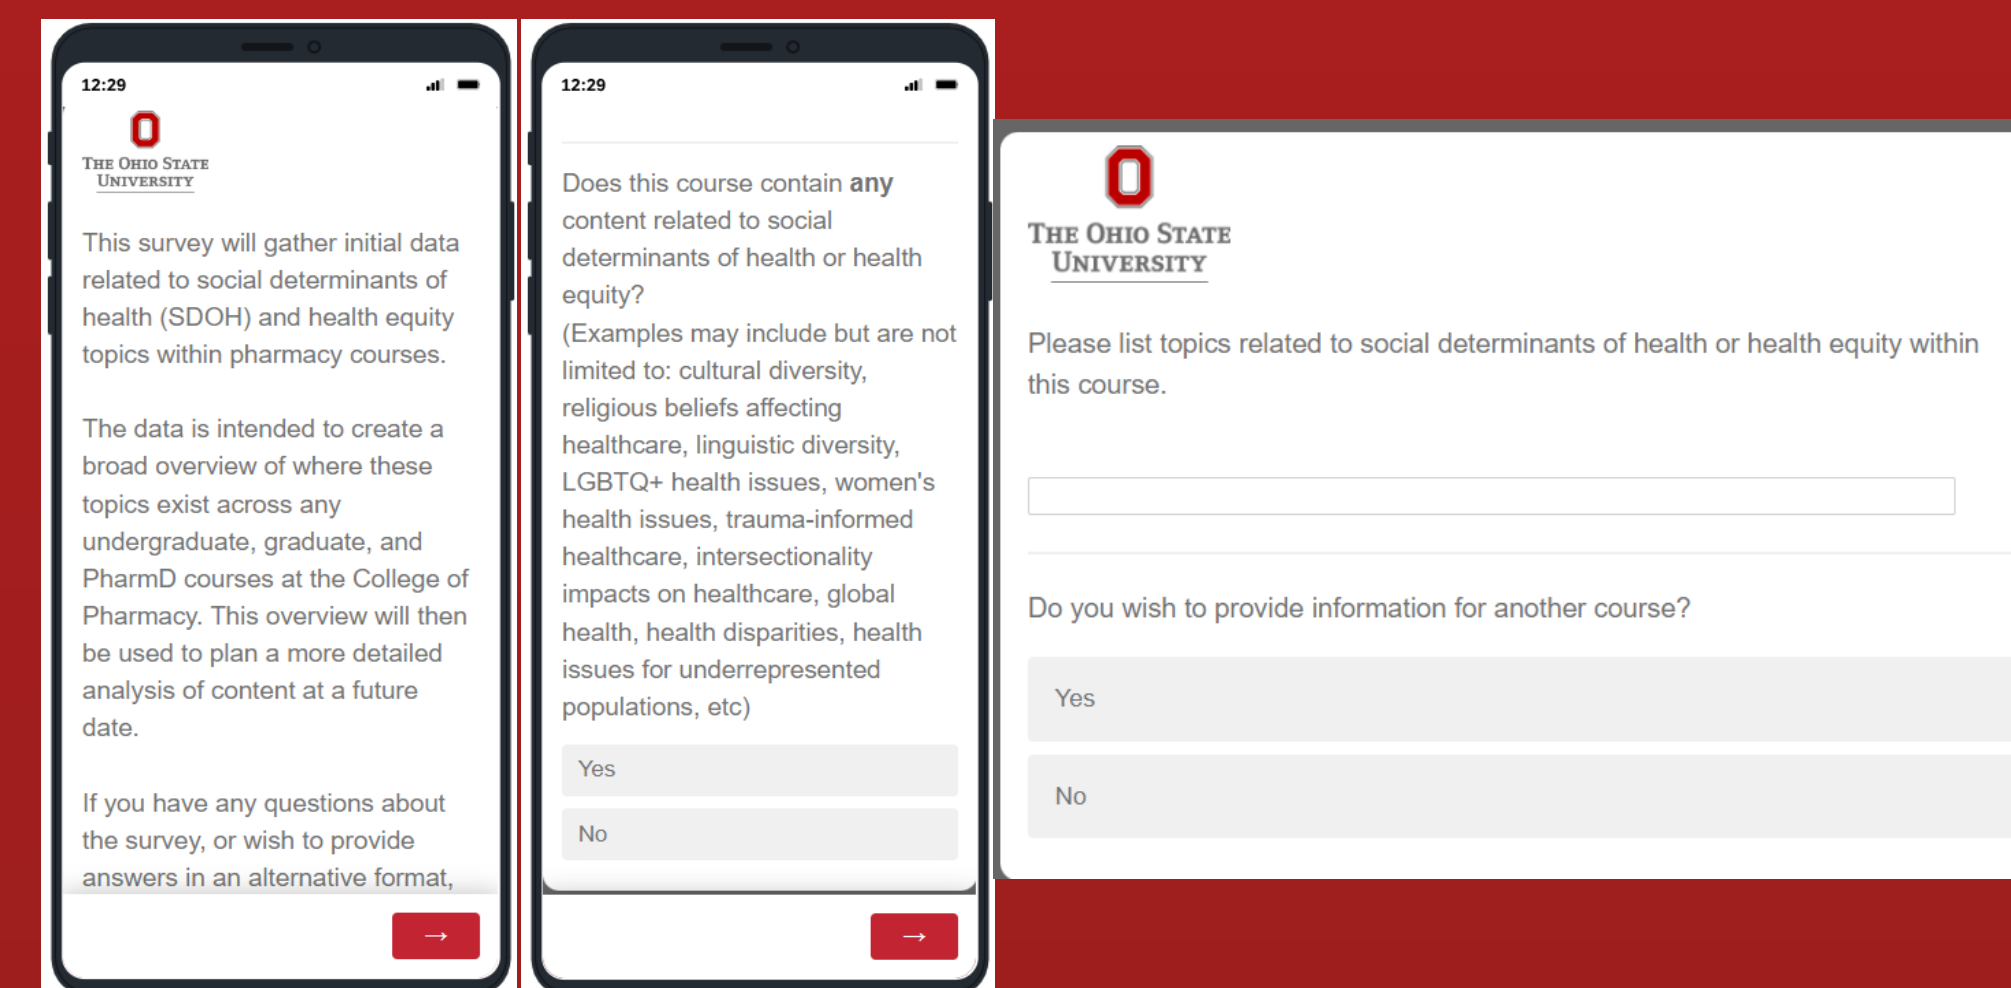 12:29
THE OHIO STATE
UNIVERSITY
This survey will gather initial data
related to social determinants of
health (SDOH) and health equity
topics within pharmacy courses.
The data is intended to create a
broad overview of where these
topics exist across any
undergraduate, graduate, and
PharmD courses at the College of
Pharmacy. This overview will then
be used to plan a more detailed
analysis of content at a future
date.
If you have any questions about
the survey, or wish to provide
answers in an alternative format,
→
12:29
Does this course contain any
content related to social
determinants of health or health
equity?
(Examples may include but are not
limited to: cultural diversity,
religious beliefs affecting
healthcare, linguistic diversity,
LGBTQ+ health issues, women's
health issues, trauma-informed
healthcare, intersectionality
impacts on healthcare, global
health, health disparities, health
issues for underrepresented
populations, etc)
Yes
No
→
THE OHIO STATE
UNIVERSITY
Please list topics related to social determinants of health or health equity within
this course.
Do you wish to provide information for another course?
Yes
No